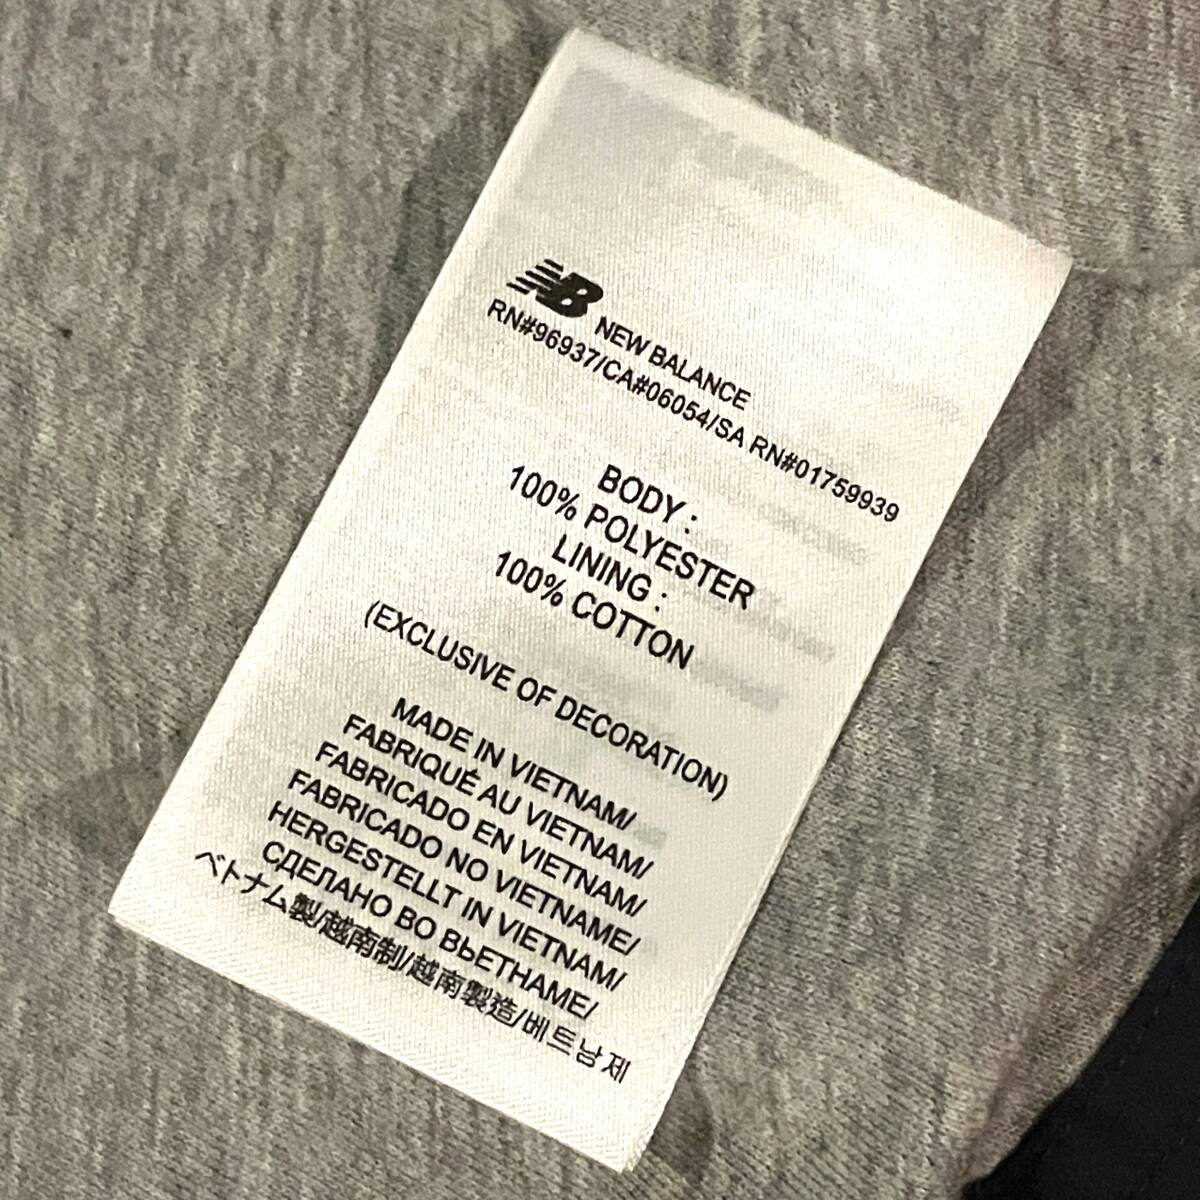 NB NEW BALANCE
RN#96937/CA#06054/SA RN#01759939
BODY :
100% POLYESTER
LINING :
100% COTTON
(EXCLUSIVE OF DECORATION)
MADE IN VIETNAM/
FABRIQUÉ AU VIETNAM/
FABRICADO EN VIETNAM/
FABRICADO NO VIETNAME/
HERGESTELLT IN VIETNAM/
СДЕЛАНО ВО ВЬЕТНАМЕ/
ベトナム製/越南制/越南製造/베트남제